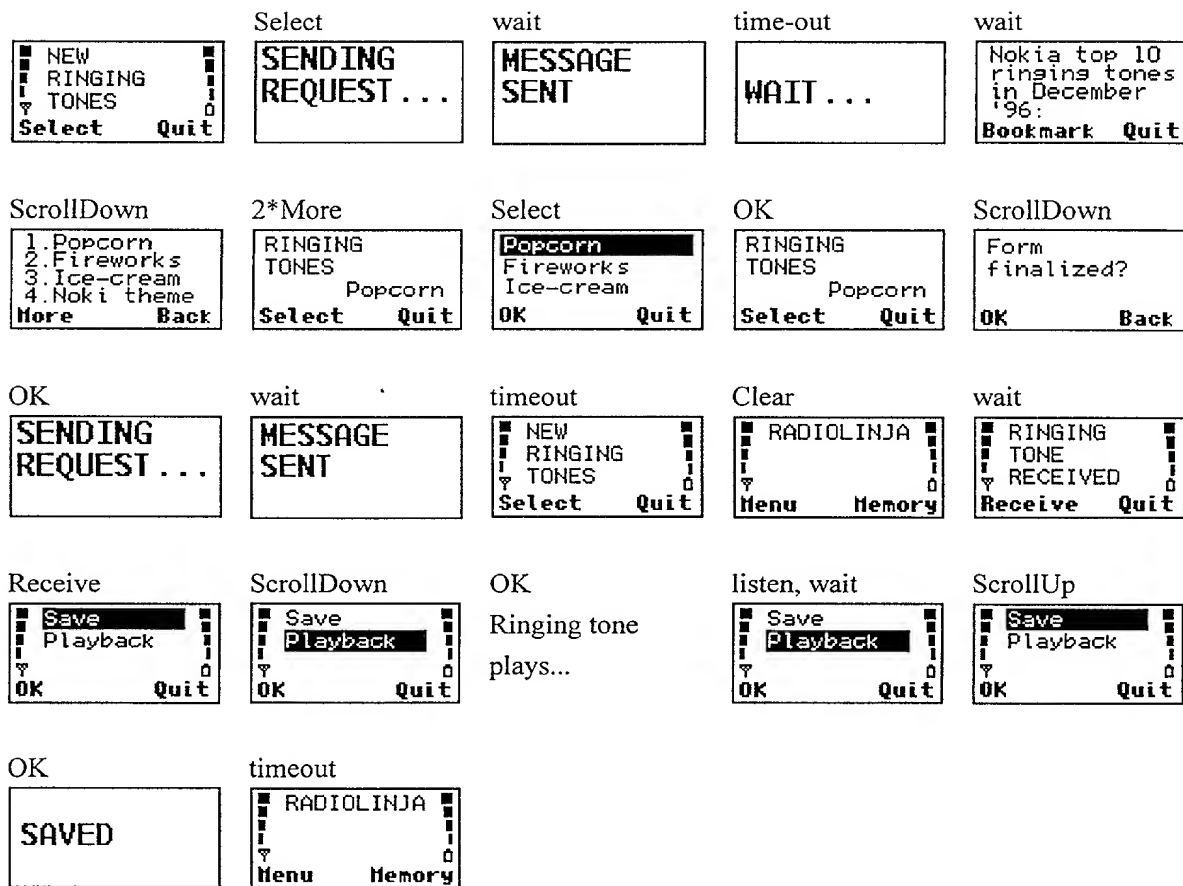 Select
wait
time-out
wait
NEW
RINGING
TONES
Select Quit
SENDING
REQUEST...
MESSAGE
SENT
WAIT...
Nokia top 10
ringing tones
in December
'96:
Bookmark Quit
ScrollDown
2*More
Select
OK
ScrollDown
1.Popcorn
2.Fireworks
3.Ice-cream
4.Noki theme
More Back
RINGING
TONES
Popcorn
Select Quit
Popcorn
Fireworks
Ice-cream
OK Quit
RINGING
TONES
Popcorn
Select Quit
Form
finalized?
OK Back
OK
wait
timeout
Clear
wait
SENDING
REQUEST...
MESSAGE
SENT
NEW
RINGING
TONES
Select Quit
RADIOLINJA
Menu Memory
RINGING
TONE
RECEIVED
Receive Quit
Receive
ScrollDown
OK
listen, wait
ScrollUp
Save
Playback
OK Quit
Save
Playback
OK Quit
Ringing tone
plays...
Save
Playback
OK Quit
Save
Playback
OK Quit
OK
timeout
SAVED
RADIOLINJA
Menu Memory